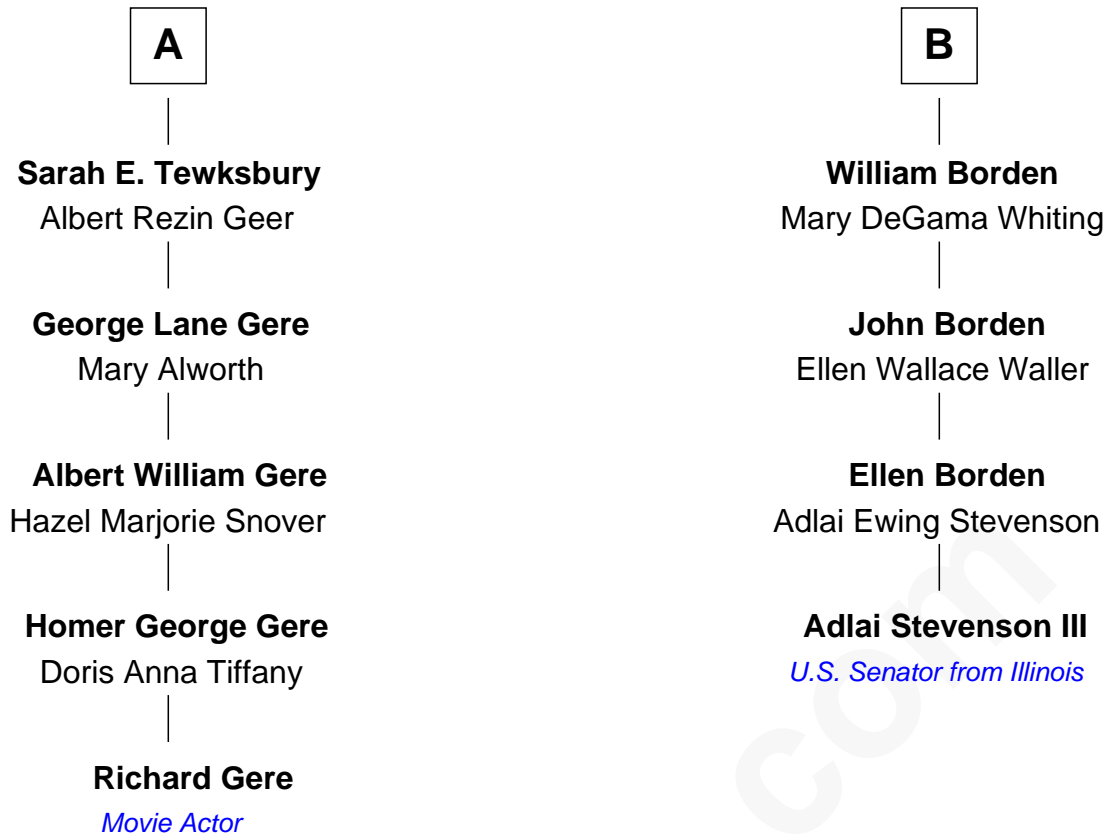 A
Sarah E. Tewksbury
Albert Rezin Geer
George Lane Gere
Mary Alworth
Albert William Gere
Hazel Marjorie Snover
Homer George Gere
Doris Anna Tiffany
Richard Gere
Movie Actor
B
William Borden
Mary DeGama Whiting
John Borden
Ellen Wallace Waller
Ellen Borden
Adlai Ewing Stevenson
Adlai Stevenson III
U.S. Senator from Illinois
com